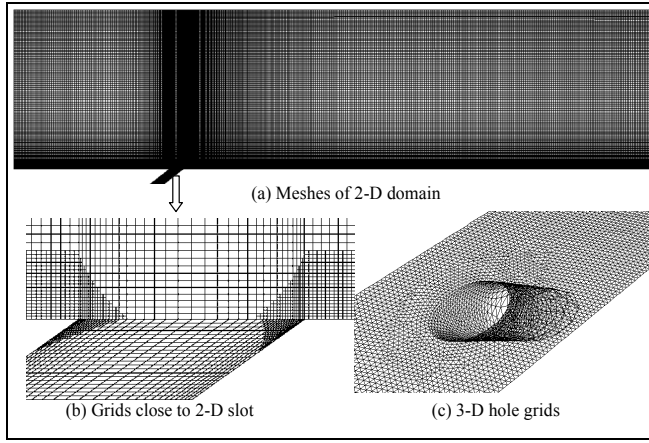 (a) Meshes of 2-D domain
(b) Grids close to 2-D slot
(c) 3-D hole grids